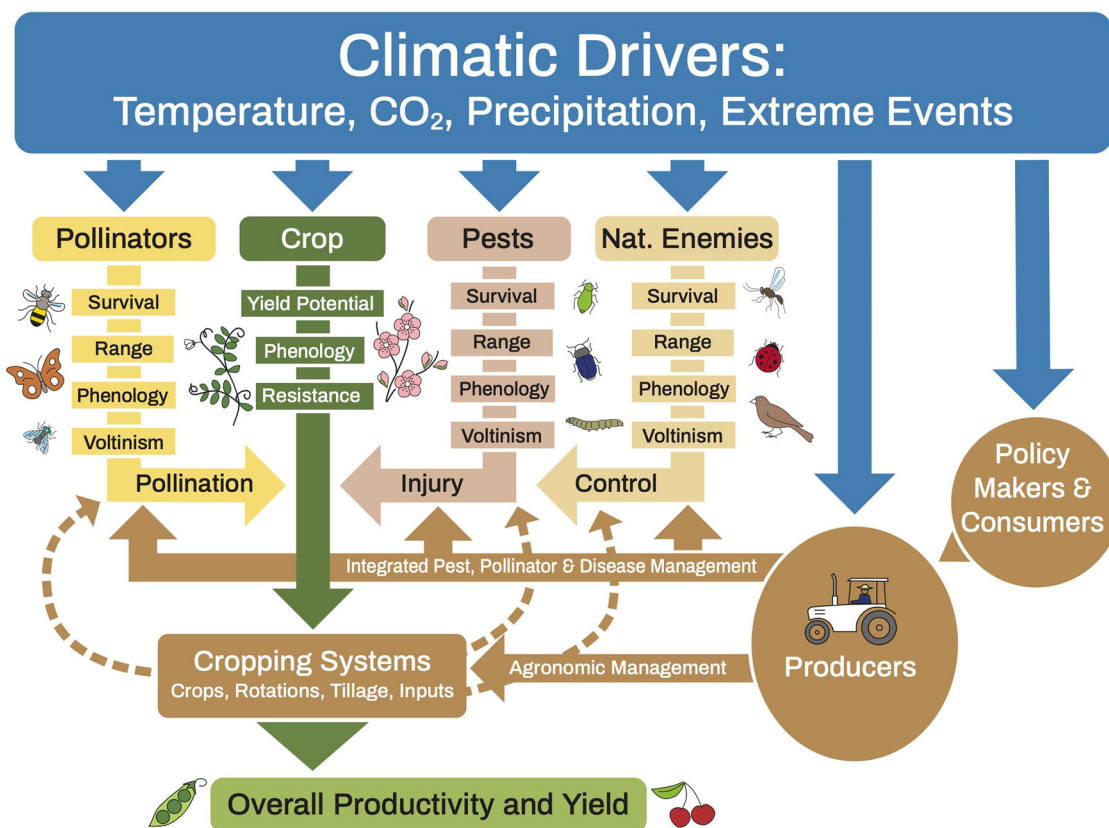 Climatic Drivers:
Temperature, CO₂, Precipitation, Extreme Events
Pollinators
Survival
Range
Phenology
Voltinism
Pollination
Crop
Yield Potential
Phenology
Resistance
Pests
Survival
Range
Phenology
Voltinism
Injury
Nat. Enemies
Survival
Range
Phenology
Voltinism
Control
Policy
Makers &
Consumers
Integrated Pest, Pollinator & Disease Management
Producers
Agronomic Management
Cropping Systems
Crops, Rotations, Tillage, Inputs
Overall Productivity and Yield